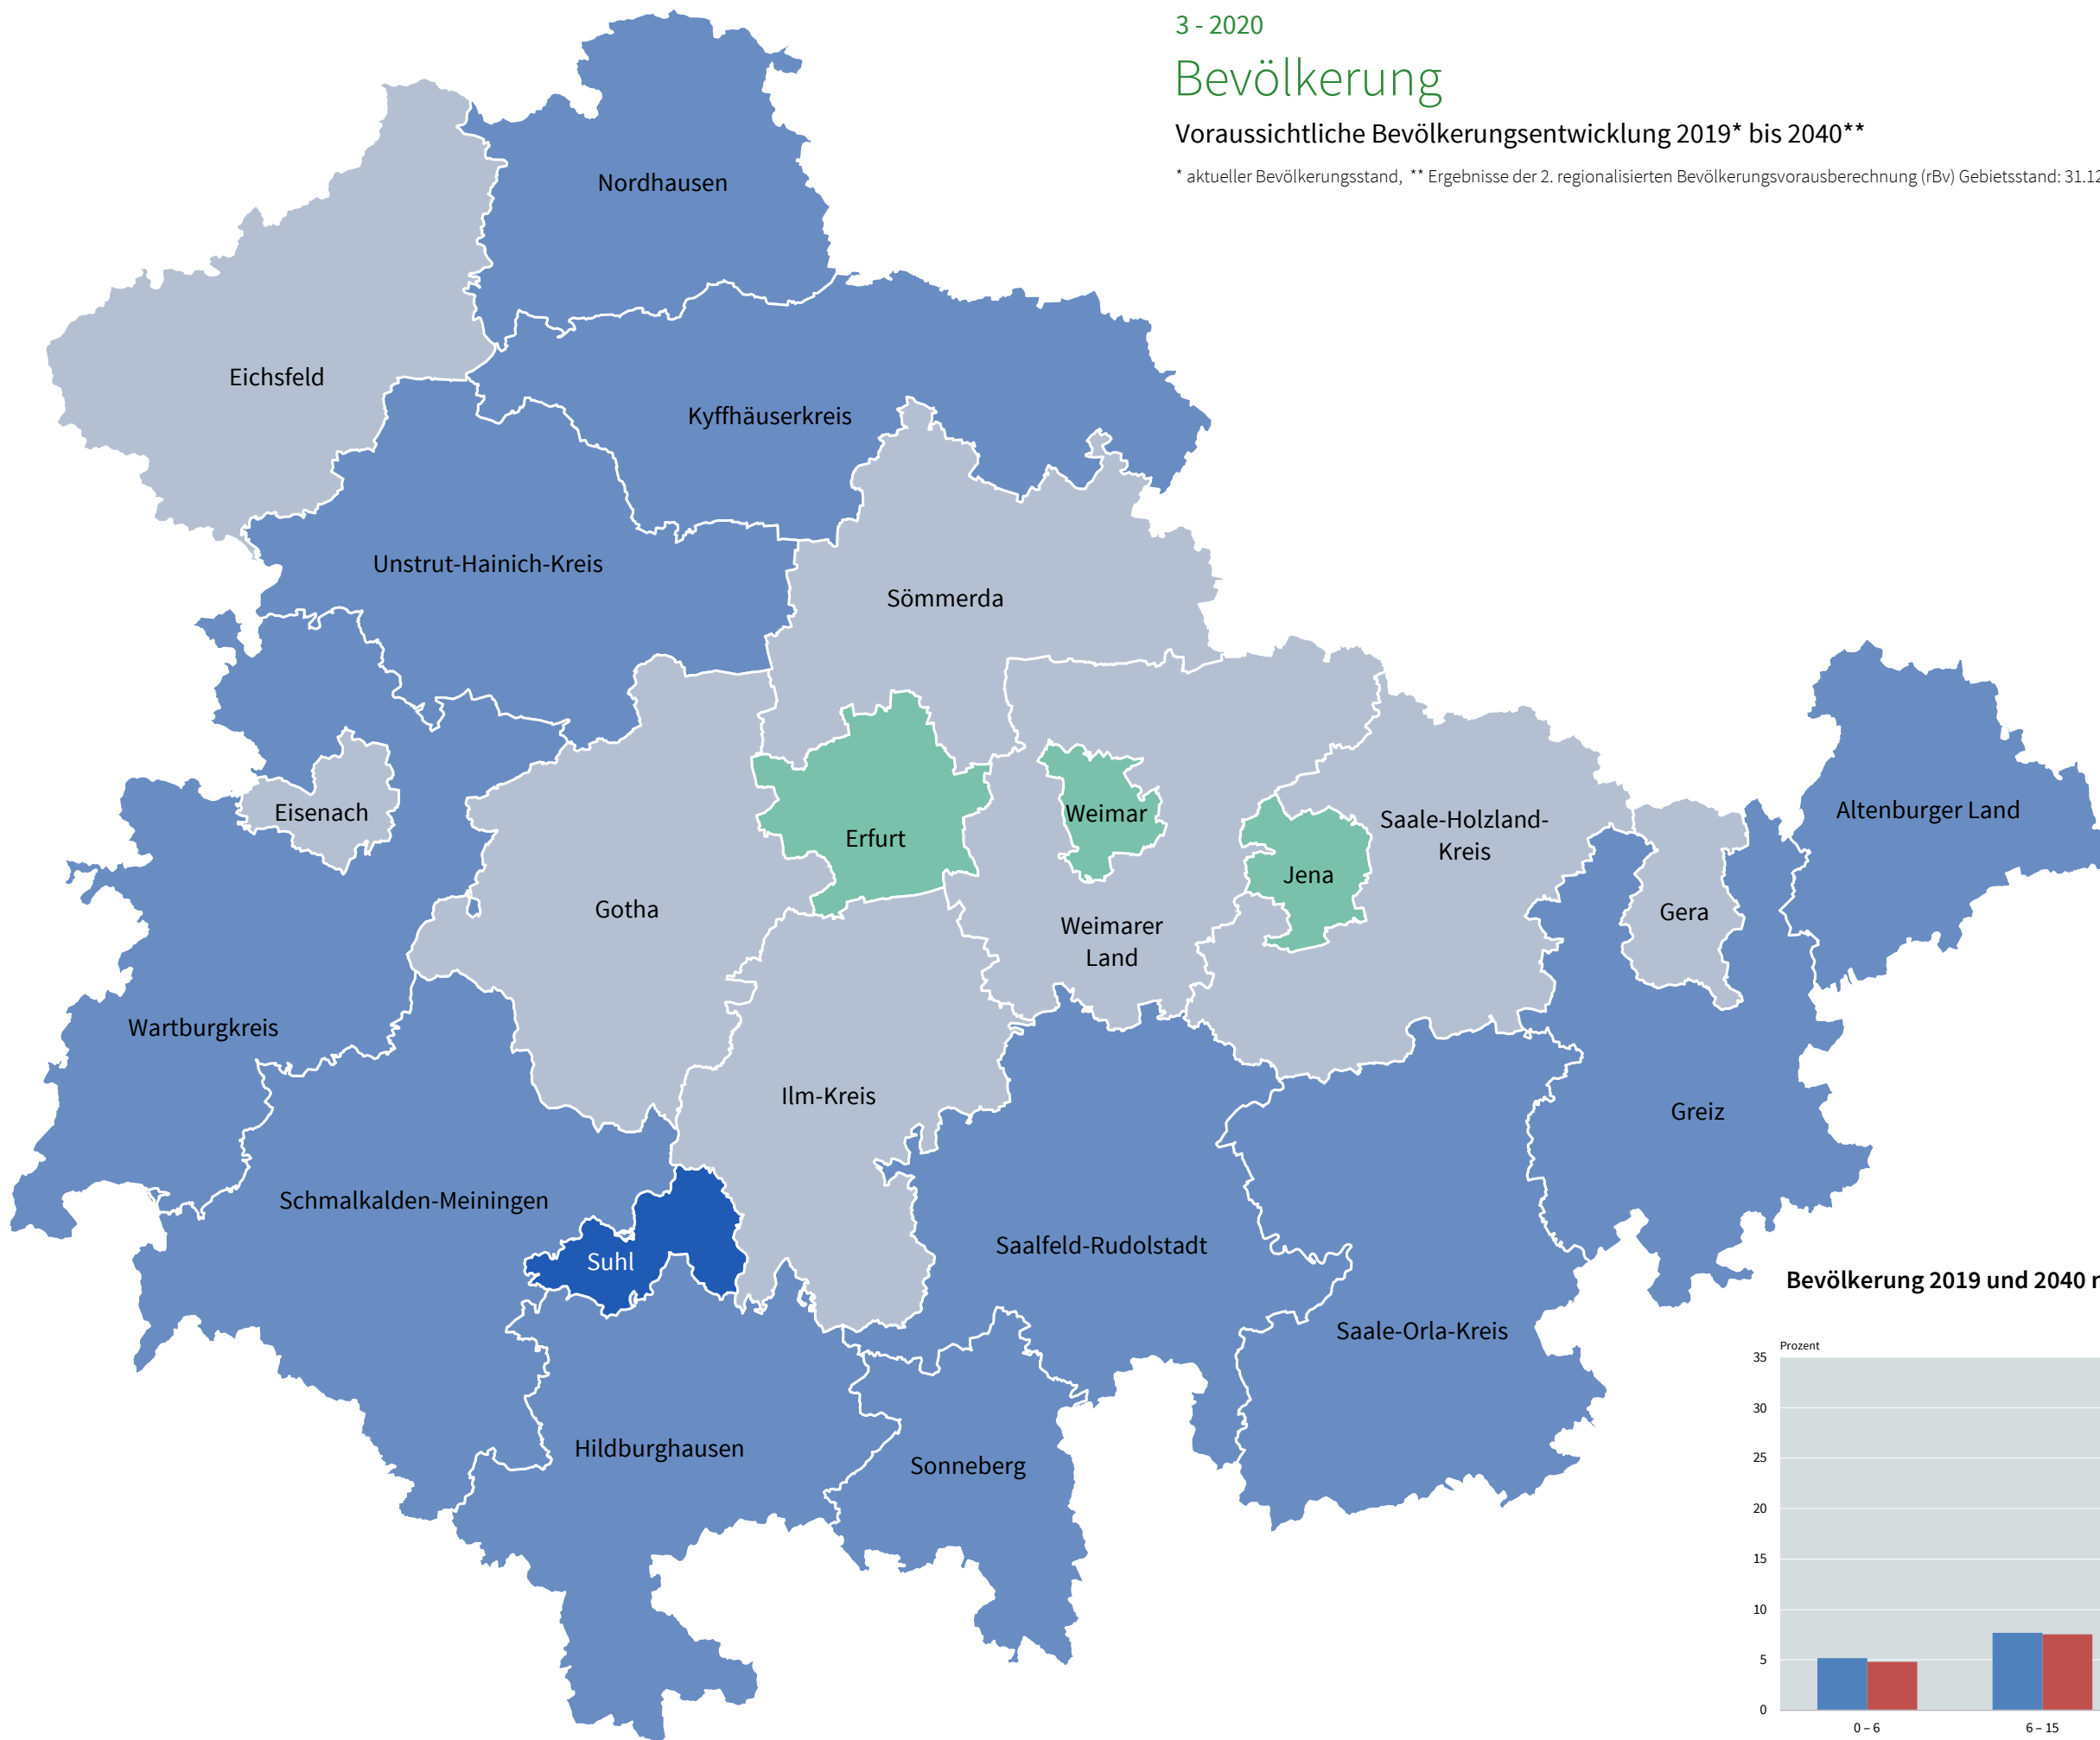 3 - 2020
Bevölkerung
Voraussichtliche Bevölkerungsentwicklung 2019* bis 2040**
* aktueller Bevölkerungsstand, ** Ergebnisse der 2. regionalisierten Bevölkerungsvorausberechnung (rBv) Gebietsstand: 31.12
Nordhausen
Eichsfeld
Kyffhäuserkreis
Unstrut-Hainich-Kreis
Sömmerda
Eisenach
Erfurt
Weimar
Jena
Saale-Holzland-
Kreis
Altenburger Land
Gotha
Weimarer
Land
Gera
Wartburgkreis
Ilm-Kreis
Greiz
Schmalkalden-Meiningen
Suhl
Saalfeld-Rudolstadt
Saale-Orla-Kreis
Hildburghausen
Sonneberg
Bevölkerung 2019 und 2040
Prozent
35
30
25
20
15
10
5
0
0 – 6
6 – 15